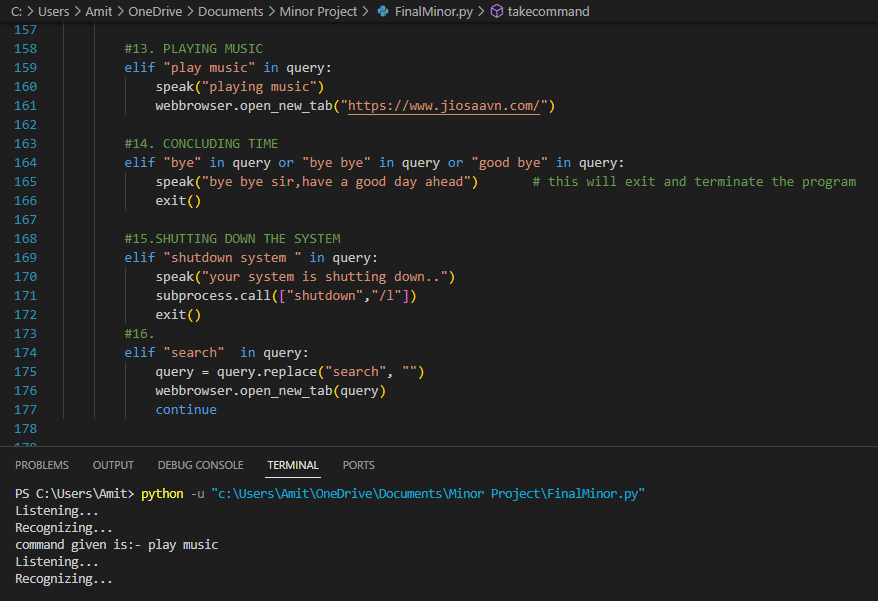 C: > Users > Amit > OneDrive > Documents > Minor Project > FinalMinor.py > takecommand
157
158 #13. PLAYING MUSIC
159 elif "play music" in query:
160 speak("playing music")
161 webbrowser.open_new_tab("https://www.jiosaavn.com/")
162
163 #14. CONCLUDING TIME
164 elif "bye" in query or "bye bye" in query or "good bye" in query:
165 speak("bye bye sir,have a good day ahead") # this will exit and terminate the program
166 exit()
167
168 #15.SHUTTING DOWN THE SYSTEM
169 elif "shutdown system " in query:
170 speak("your system is shutting down..")
171 subprocess.call(["shutdown","/l"])
172 exit()
173 #16.
174 elif "search"  in query:
175 query = query.replace("search", "")
176 webbrowser.open_new_tab(query)
177 continue
178
179
PROBLEMS OUTPUT DEBUG CONSOLE TERMINAL PORTS
PS C:\Users\Amit> python -u "c:\Users\Amit\OneDrive\Documents\Minor Project\FinalMinor.py"
Listening...
Recognizing...
command given is:- play music
Listening...
Recognizing...